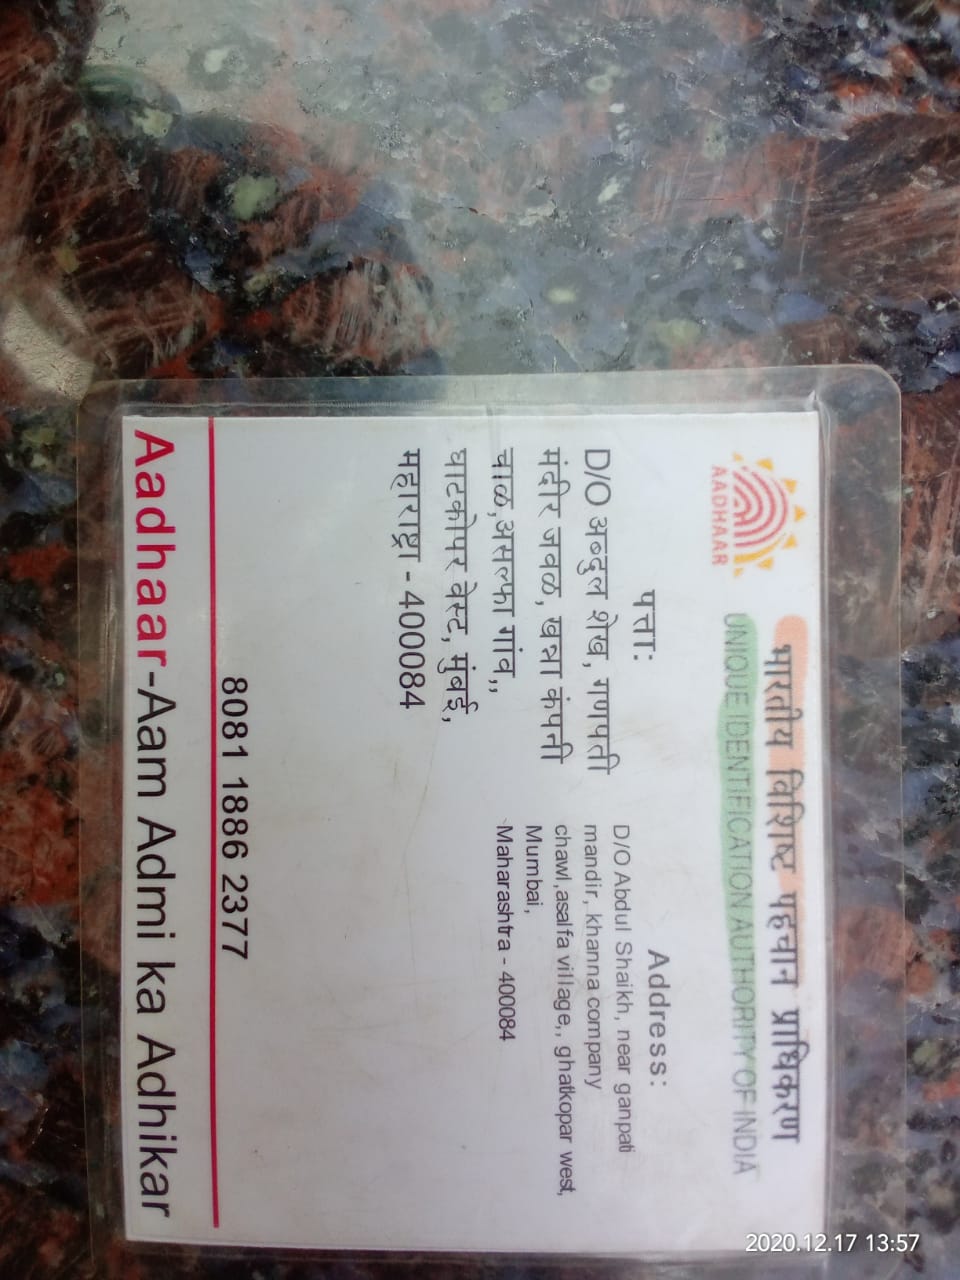 भारतीय विशिष्ट पहचान प्राधिकरण
UNIQUE IDENTIFICATION AUTHORITY OF INDIA
AADHAAR
पत्ता:
D/O अब्दुल शेख, गणपती
मंदीर जवळ, खन्ना कंपनी
चाळ,असल्फा गांव,,
घाटकोपर वेस्ट, मुंबई,
महाराष्ट्रा - 400084
Address:
D/O Abdul Shaikh, near ganpati
mandir, khanna company
chawl,asalfa village,, ghatkopar west,
Mumbai,
Maharashtra - 400084
8081 1886 2377
Aadhaar-Aam Admi ka Adhikar
2020.12.17 13:57